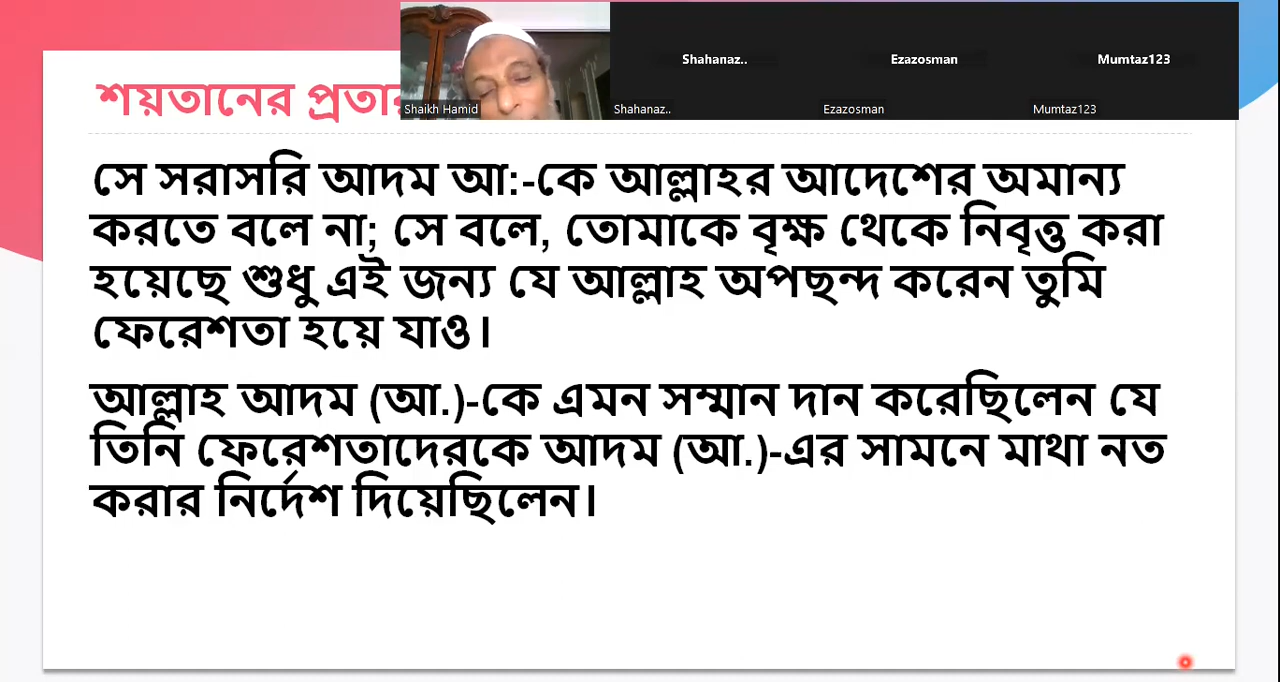 শয়তানের
Shaikh Hamid
Shahanaz..
Shahanaz..
Ezazosman
Ezazosman
Mumtaz123
Mumtaz123
সে সরাসরি আদম আ:-কে আল্লাহর আদেশের অমান্য
করতে বলে না; সে বলে, তোমাকে বৃক্ষ থেকে নিবৃত্ত করা
হয়েছে শুধু এই জন্য যে আল্লাহ অপছন্দ করেন তুমি
ফেরেশতা হয়ে যাও।
আল্লাহ আদম (আ.)-কে এমন সম্মান দান করেছিলেন যে
তিনি ফেরেশতাদেরকে আদম (আ.)-এর সামনে মাথা নত
করার নির্দেশ দিয়েছিলেন।